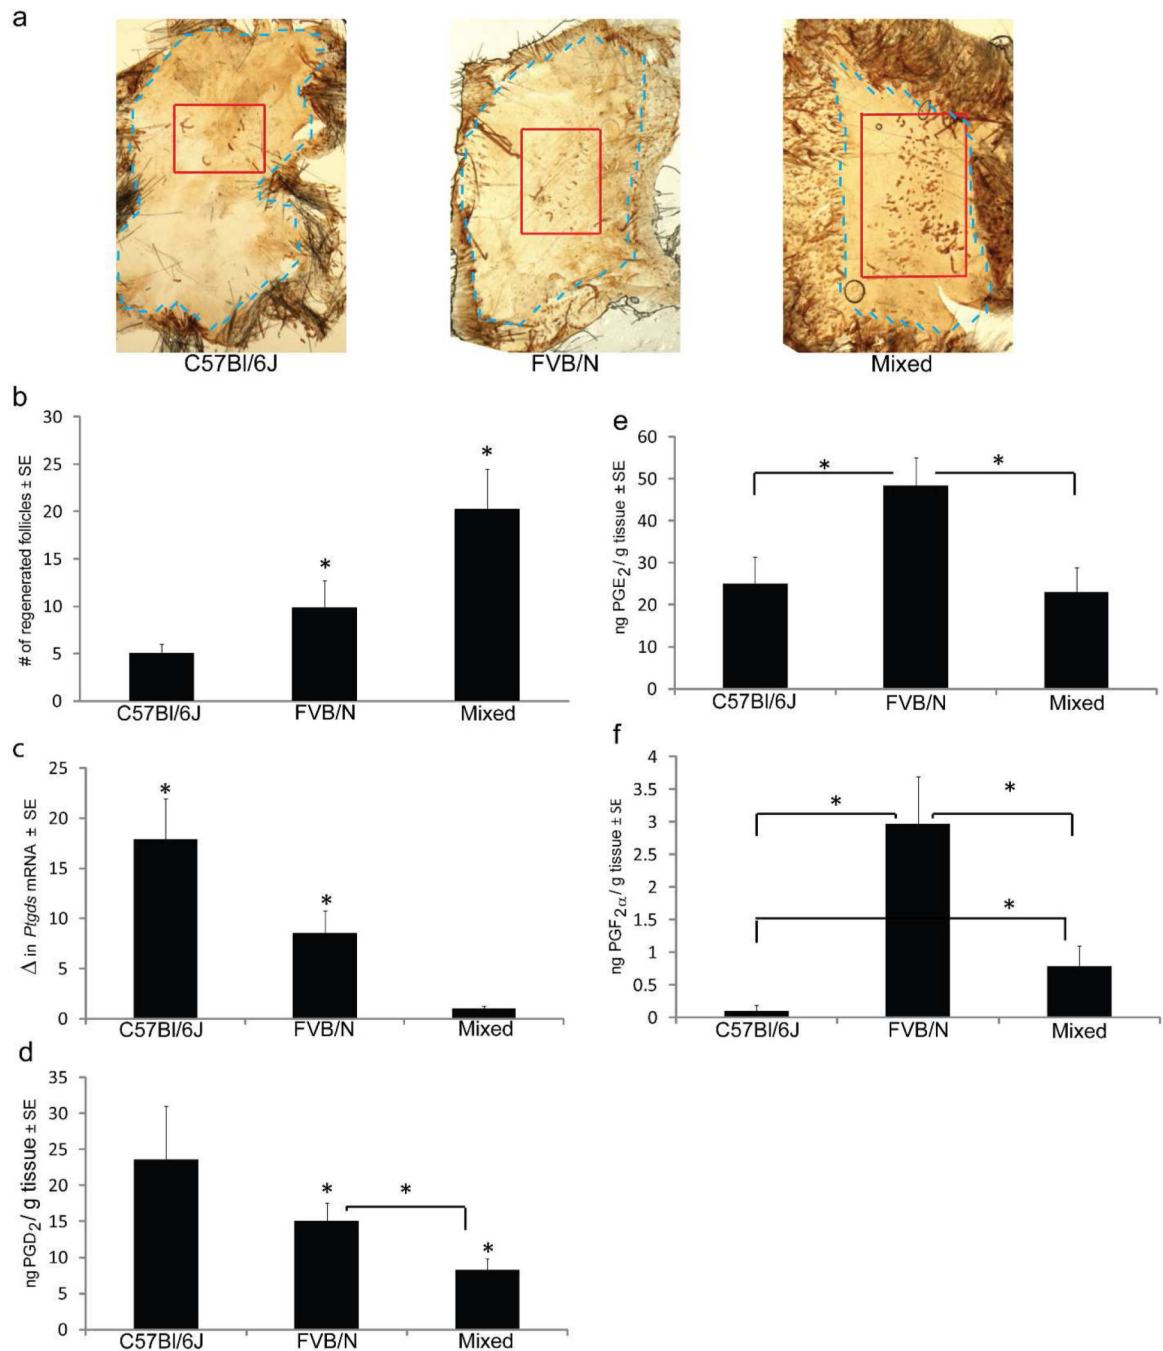 a
C57Bl/6J
FVB/N
Mixed
b
# of regenerated follicles ± SE
30
25
20
15
10
5
0
*
*
C57Bl/6J
FVB/N
Mixed
c
Δ in Ptgds mRNA ± SE
25
20
15
10
5
0
*
*
C57Bl/6J
FVB/N
Mixed
d
ng PGD2/ g tissue ± SE
35
30
25
20
15
10
5
0
*
*
*
C57Bl/6J
FVB/N
Mixed
e
ng PGE2/ g tissue ± SE
60
50
40
30
20
10
0
*
*
C57Bl/6J
FVB/N
Mixed
f
ng PGF2α/ g tissue ± SE
4
3.5
3
2.5
2
1.5
1
0.5
0
*
*
*
C57Bl/6J
FVB/N
Mixed